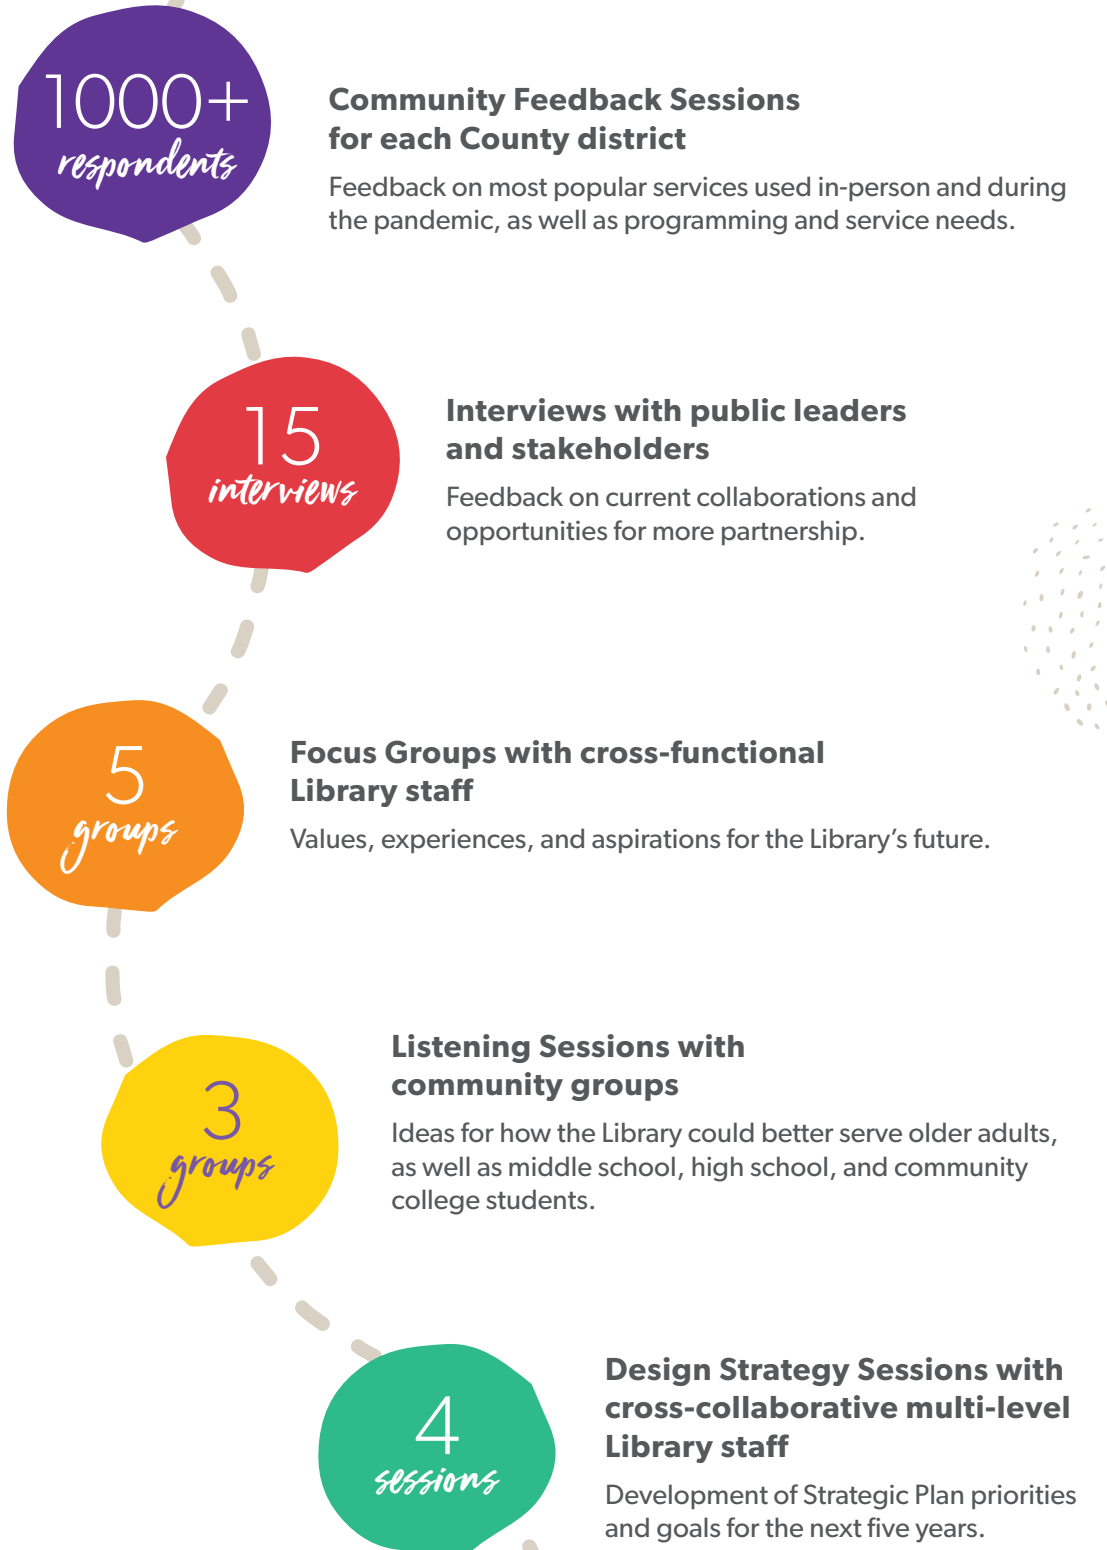 1000+
respondents
Community Feedback Sessions
for each County district
Feedback on most popular services used in-person and during
the pandemic, as well as programming and service needs.
15
interviews
Interviews with public leaders
and stakeholders
Feedback on current collaborations and
opportunities for more partnership.
5
groups
Focus Groups with cross-functional
Library staff
Values, experiences, and aspirations for the Library’s future.
3
groups
Listening Sessions with
community groups
Ideas for how the Library could better serve older adults,
as well as middle school, high school, and community
college students.
4
sessions
Design Strategy Sessions with
cross-collaborative multi-level
Library staff
Development of Strategic Plan priorities
and goals for the next five years.